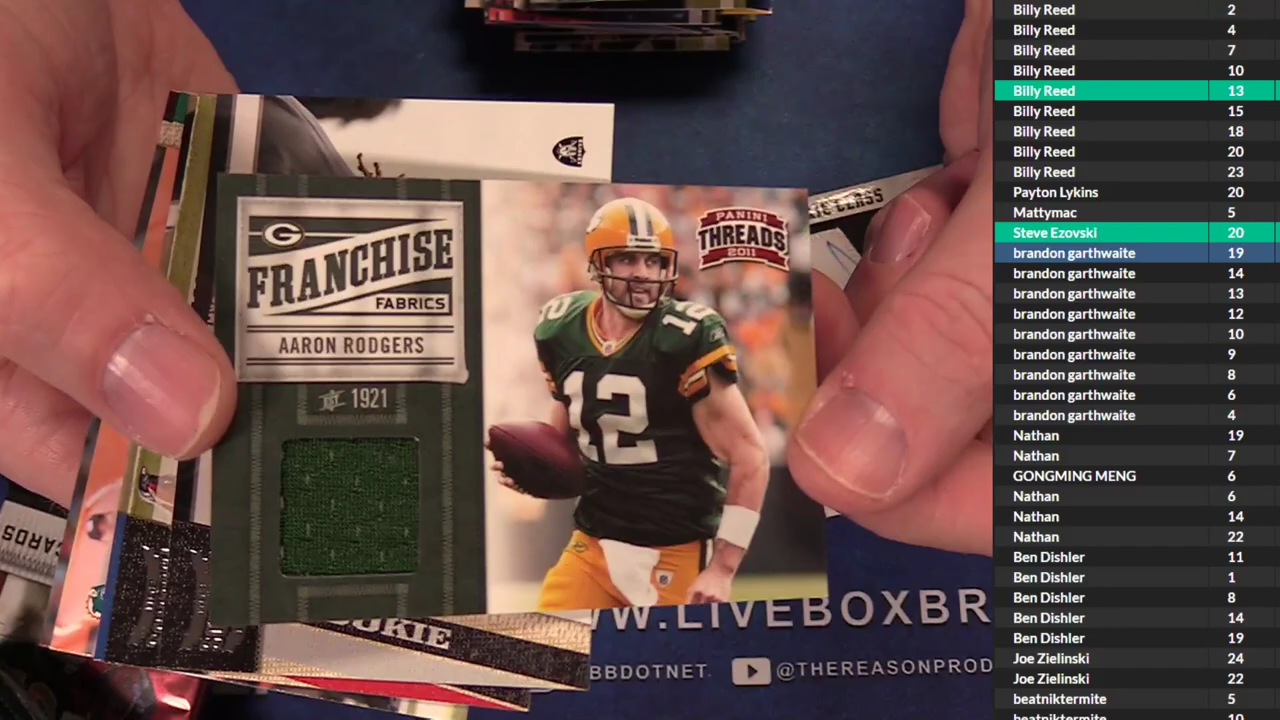 FRANCHISE
FABRICS
AARON RODGERS
1921
PANINI
THREADS
2011
12
12
CLASS
CARDS
WWW.LIVEBOXBR
BBDOTNET.
@THEREASONPROD
Billy Reed 2
Billy Reed 4
Billy Reed 7
Billy Reed 10
Billy Reed 13
Billy Reed 15
Billy Reed 18
Billy Reed 20
Billy Reed 23
Payton Lykins 20
Mattymac 5
Steve Ezovski 20
brandon garthwaite 19
brandon garthwaite 14
brandon garthwaite 13
brandon garthwaite 12
brandon garthwaite 10
brandon garthwaite 9
brandon garthwaite 8
brandon garthwaite 6
brandon garthwaite 4
Nathan 19
Nathan 7
GONGMING MENG 6
Nathan 6
Nathan 14
Nathan 22
Ben Dishler 11
Ben Dishler 1
Ben Dishler 8
Ben Dishler 14
Ben Dishler 19
Joe Zielinski 24
Joe Zielinski 22
beatniktermite 5
beatniktermite 10